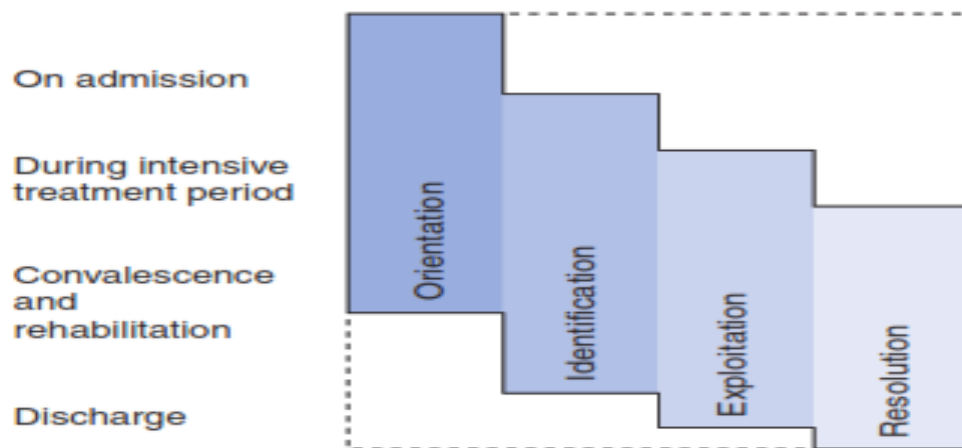 On admission
During intensive
treatment period
Convalescence
and
rehabilitation
Discharge
Orientation
Identification
Exploitation
Resolution